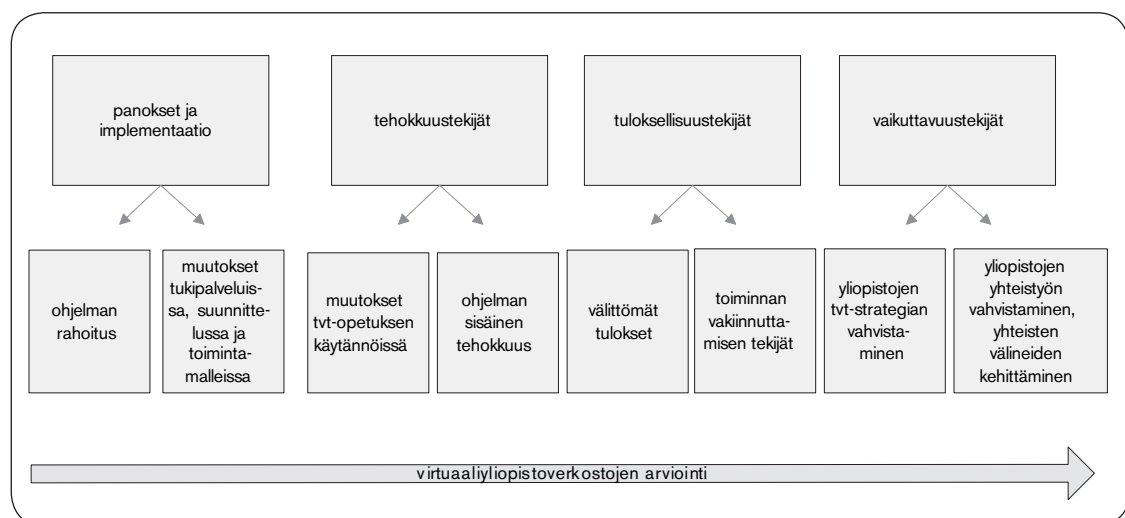 panokset ja
implementaatio
tehokkuustekijät
tuloksellisuustekijät
vaikuttavuustekijät
ohjelman
rahoitus
muutokset
tukipalveluis-
sa, suunnitte-
lussa ja
toiminta-
malleissa
muutokset
tvt-opetuksen
käytännöissä
ohjelman
sisäinen
tehokkuus
välittömät
tulokset
toiminnan
vakiinnutta-
misen tekijät
yliopistojen
tvt-strategian
vahvista-
minen
yliopistojen
yhteistyön
vahvistaminen,
yhteisten
välineiden
kehittäminen
virtuaaliyliopistoverkostojen arviointi